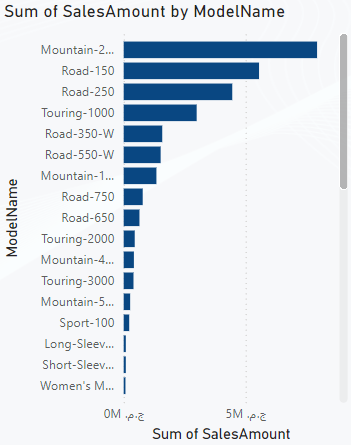 Sum of SalesAmount by ModelName
Mountain-2...
Road-150
Road-250
Touring-1000
Road-350-W
Road-550-W
Mountain-1...
Road-750
Road-650
Touring-2000
Mountain-4...
Touring-3000
Mountain-5...
Sport-100
Long-Sleev...
Short-Sleev...
Women's M...
ModelName
ج.م. 0M ج.م. 5M
Sum of SalesAmount